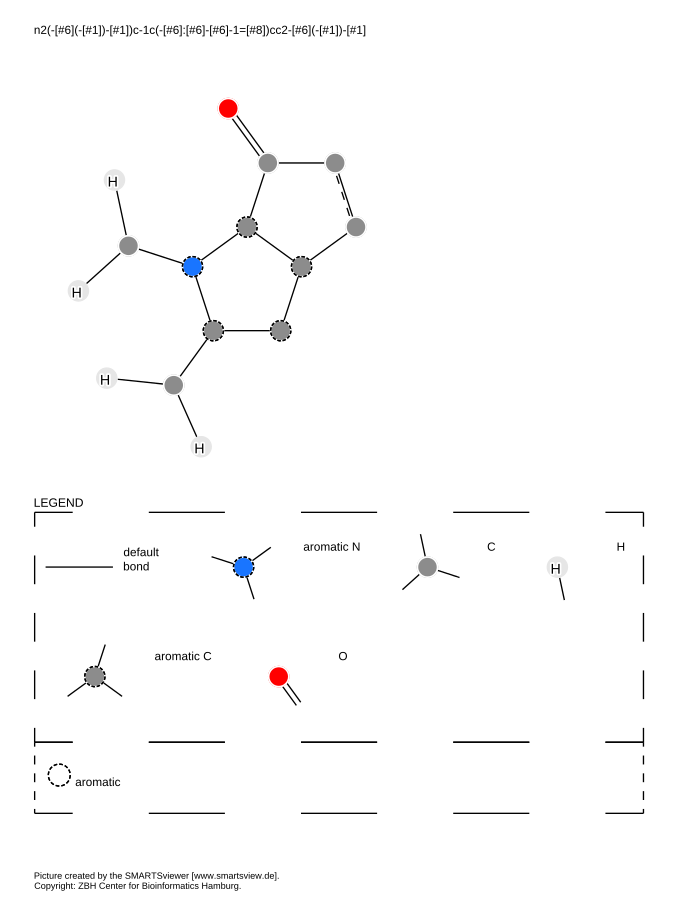 n2(-[#6](-[#1])-[#1])c-1c(-[#6]:[#6]-[#6]-1=[#8])cc2-[#6](-[#1])-[#1]
H
H
H
H
LEGEND
default
bond
aromatic N
C
H
H
aromatic C
O
aromatic
Picture created by the SMARTSviewer [www.smartsview.de].
Copyright: ZBH Center for Bioinformatics Hamburg.